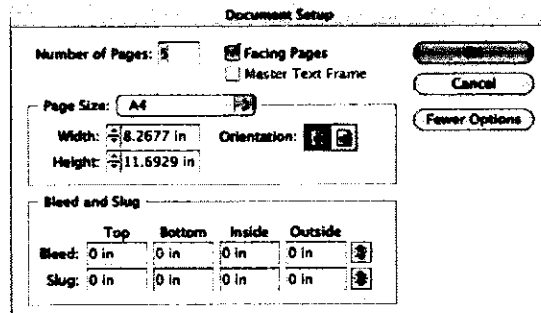 Document Setup
Number of Pages: 5 Facing Pages
Master Text Frame
Cancel
Page Size: A4
Fewer Options
Width: 8.2677 in Orientation:
Height: 11.6929 in
Bleed and Slug
Top Bottom Inside Outside
Bleed: 0 in 0 in 0 in 0 in
Slug: 0 in 0 in 0 in 0 in